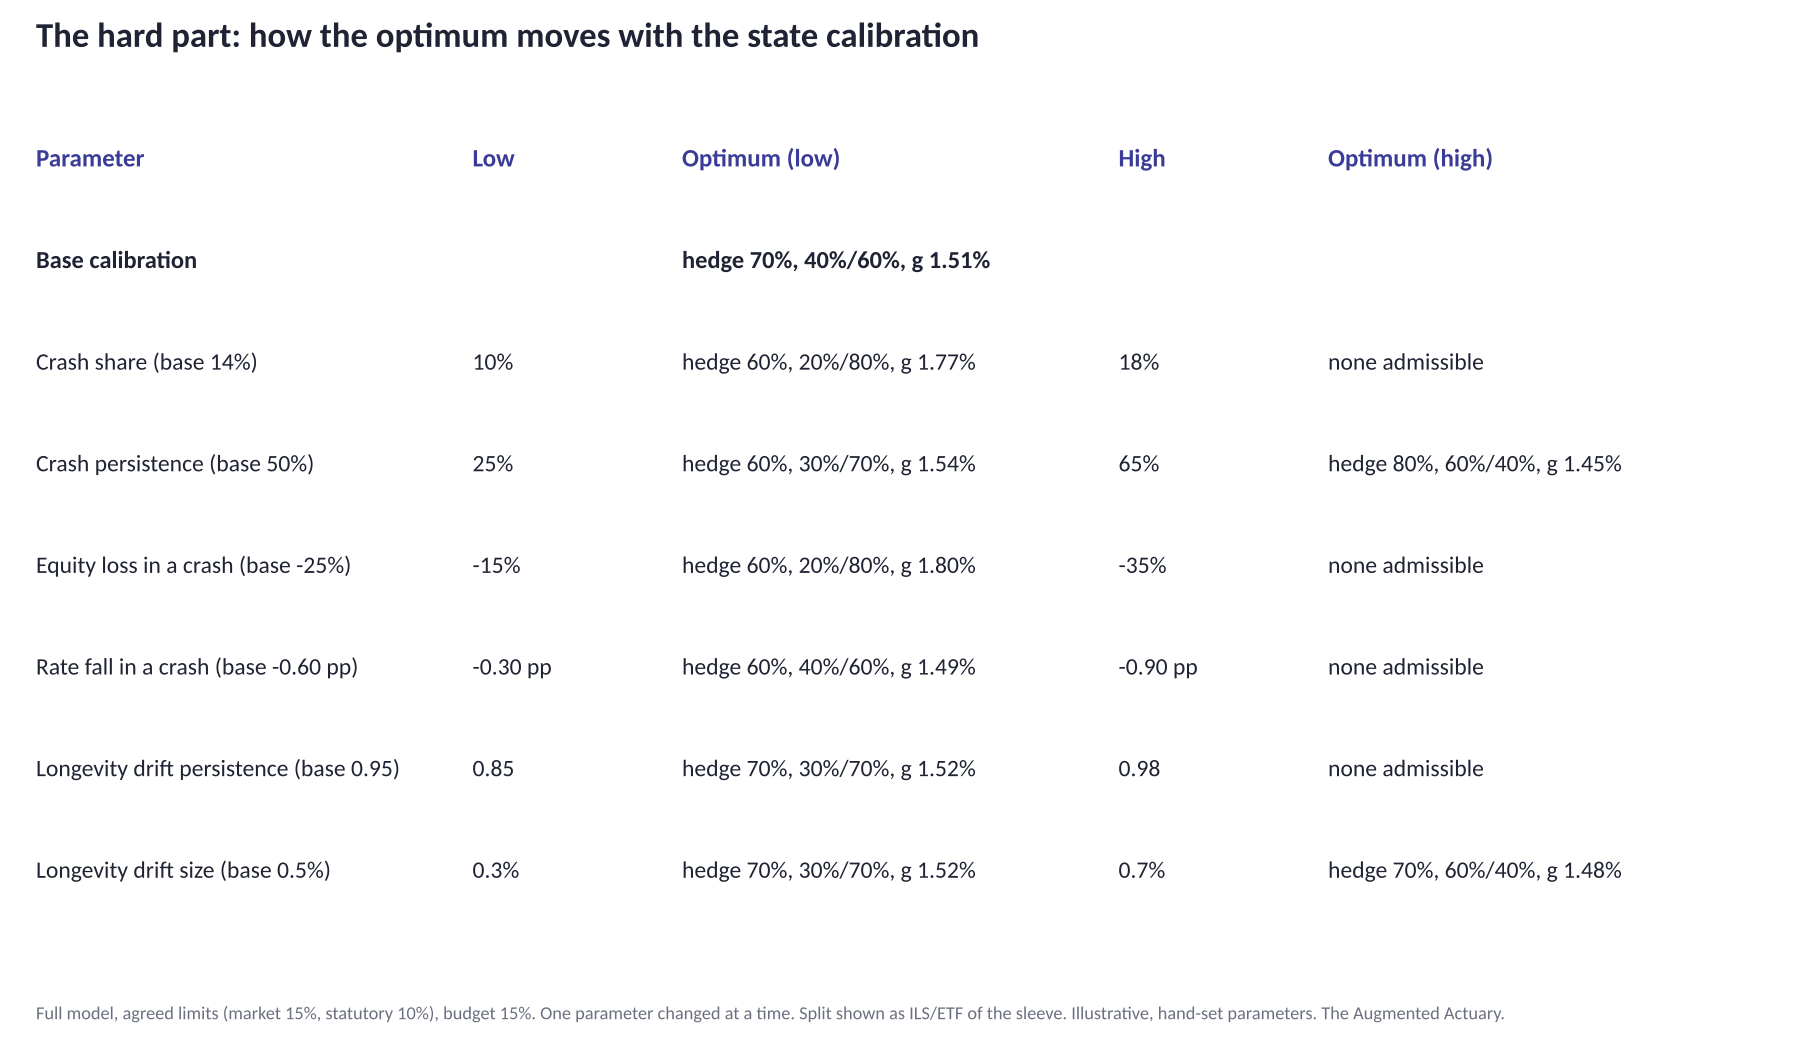 The hard part: how the optimum moves with the state calibration
Parameter Low Optimum (low) High Optimum (high)
Base calibration hedge 70%, 40%/60%, g 1.51%
Crash share (base 14%) 10% hedge 60%, 20%/80%, g 1.77% 18% none admissible
Crash persistence (base 50%) 25% hedge 60%, 30%/70%, g 1.54% 65% hedge 80%, 60%/40%, g 1.45%
Equity loss in a crash (base -25%) -15% hedge 60%, 20%/80%, g 1.80% -35% none admissible
Rate fall in a crash (base -0.60 pp) -0.30 pp hedge 60%, 40%/60%, g 1.49% -0.90 pp none admissible
Longevity drift persistence (base 0.95) 0.85 hedge 70%, 30%/70%, g 1.52% 0.98 none admissible
Longevity drift size (base 0.5%) 0.3% hedge 70%, 30%/70%, g 1.52% 0.7% hedge 70%, 60%/40%, g 1.48%
Full model, agreed limits (market 15%, statutory 10%), budget 15%. One parameter changed at a time. Split shown as ILS/ETF of the sleeve. Illustrative, hand-set parameters. The Augmented Actuary.